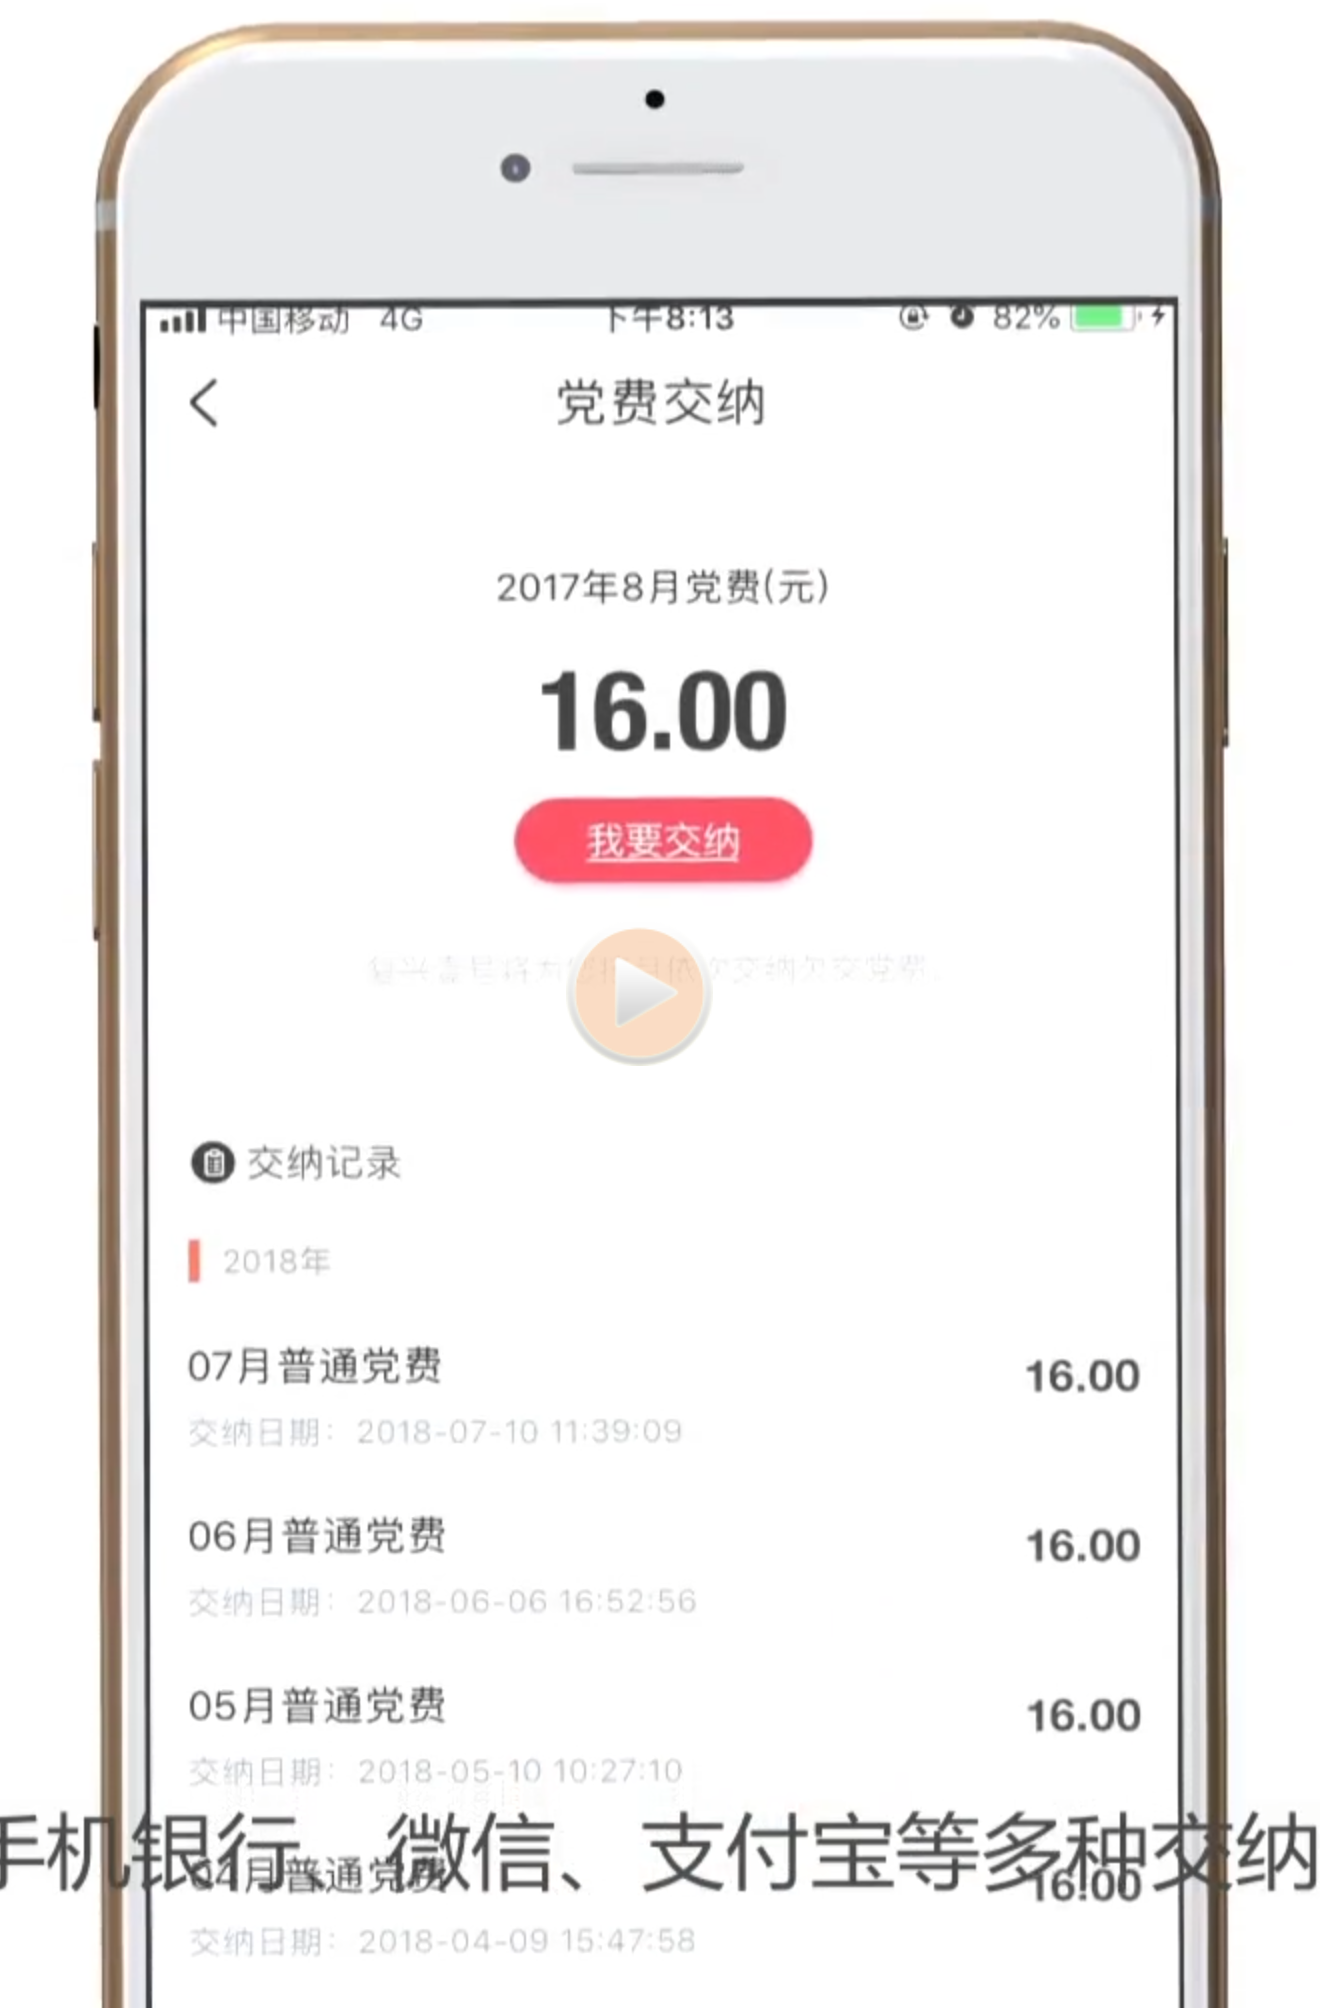 中国移动 4G 下午8:13 82%
党费交纳
2017年8月党费(元)
16.00
我要交纳
交纳欠交党费
交纳记录
2018年
07月普通党费 16.00
交纳日期：2018-07-10 11:39:09
06月普通党费 16.00
交纳日期：2018-06-06 16:52:56
05月普通党费 16.00
交纳日期：2018-05-10 10:27:10
手机银行、微信、支付宝等多种交纳
04月普通党费 16.00
交纳日期：2018-04-09 15:47:58